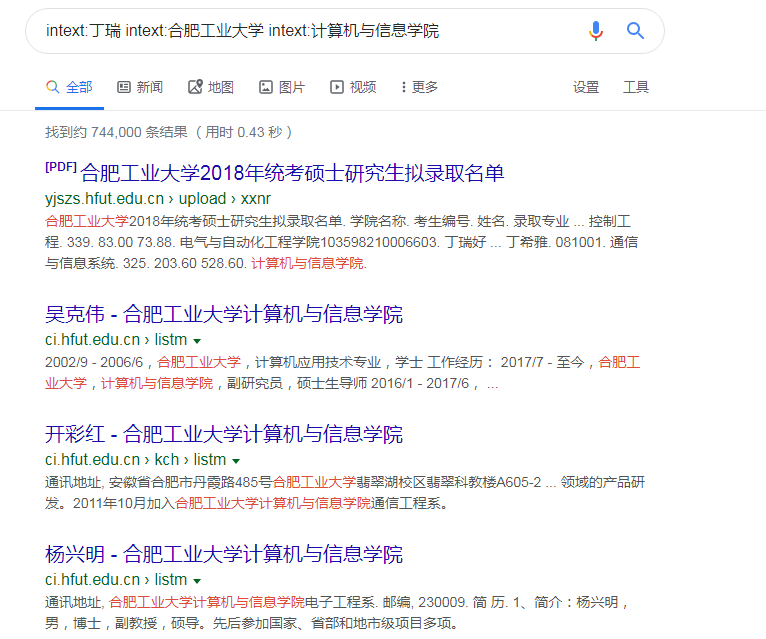 intext:丁瑞 intext:合肥工业大学 intext:计算机与信息学院
全部 新闻 地图 图片 视频 更多 设置 工具
找到约 744,000 条结果 （用时 0.43 秒）
[PDF] 合肥工业大学2018年统考硕士研究生拟录取名单
yjszs.hfut.edu.cn › upload › xxnr
合肥工业大学2018年统考硕士研究生拟录取名单. 学院名称. 考生编号. 姓名. 录取专业 ... 控制工
程. 339. 83.00 73.88. 电气与自动化工程学院103598210006603. 丁瑞好 ... 丁希雅. 081001. 通信
与信息系统. 325. 203.60 528.60. 计算机与信息学院.
吴克伟 - 合肥工业大学计算机与信息学院
ci.hfut.edu.cn › listm
2002/9 - 2006/6，合肥工业大学，计算机应用技术专业，学士 工作经历： 2017/7 - 至今，合肥工
业大学，计算机与信息学院，副研究员，硕士生导师 2016/1 - 2017/6， ...
开彩红 - 合肥工业大学计算机与信息学院
ci.hfut.edu.cn › kch › listm
通讯地址, 安徽省合肥市丹霞路485号合肥工业大学翡翠湖校区翡翠科教楼A605-2 ... 领域的产品研
发。2011年10月加入合肥工业大学计算机与信息学院通信工程系。
杨兴明 - 合肥工业大学计算机与信息学院
ci.hfut.edu.cn › listm
通讯地址, 合肥工业大学计算机与信息学院电子工程系. 邮编, 230009. 简 历. 1、简介：杨兴明，
男，博士，副教授，硕导。先后参加国家、省部和地市级项目多项。